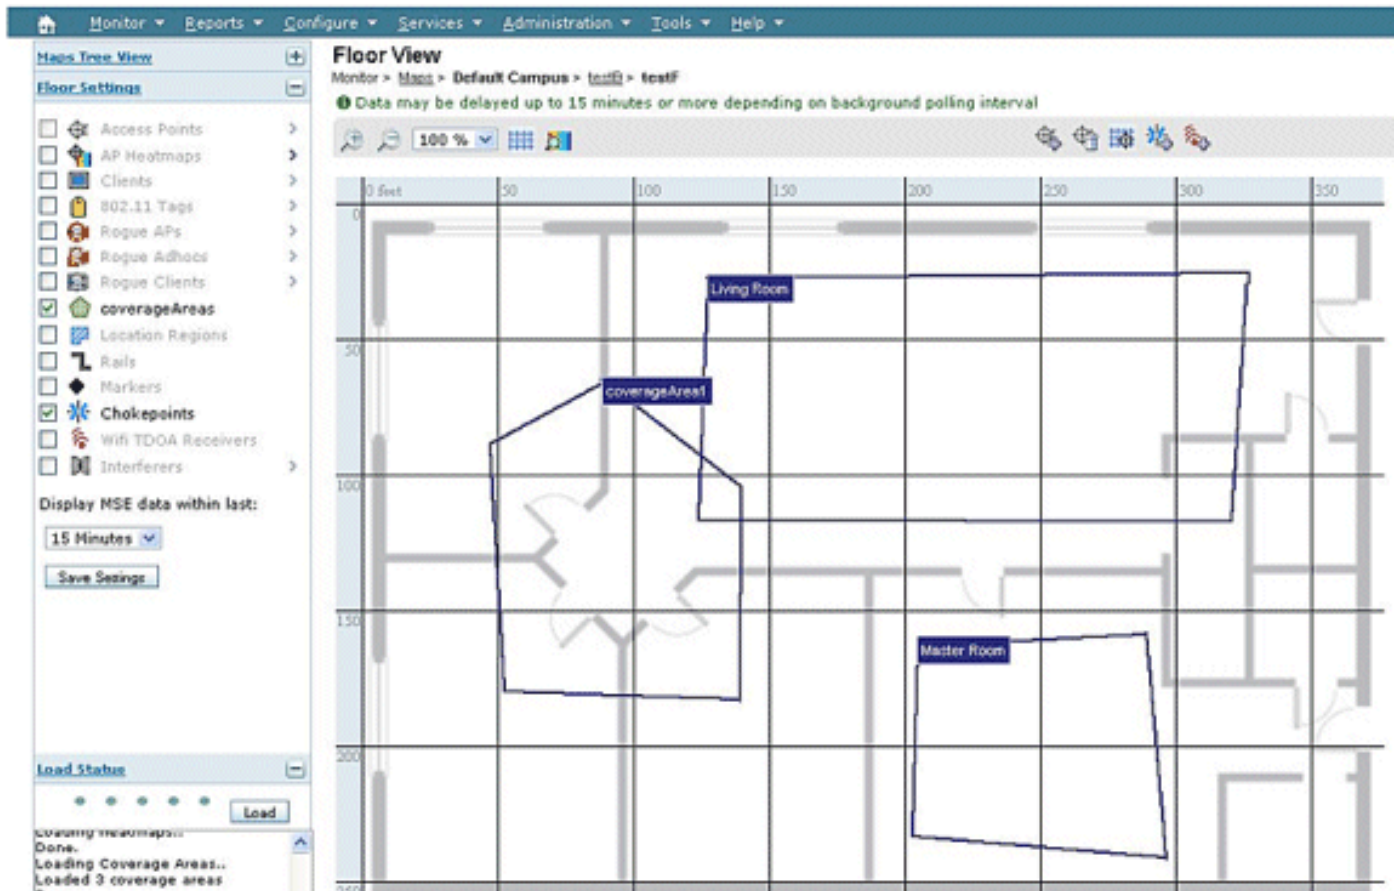 Monitor Reports Configure Services Administration Tools Help
Maps Tree View
Floor Settings
Access Points
AP Heatmaps
Clients
802.11 Tags
Rogue APs
Rogue Adhocs
Rogue Clients
coverageAreas
Location Regions
Rails
Markers
Chokepoints
Wifi TDOA Receivers
Interferers
Display MSE data within last:
15 Minutes
Save Settings
Load Status
Load
Loading Heatmaps..
Done.
Loading Coverage Areas..
Loaded 3 coverage areas
Floor View
Monitor > Maps > Default Campus > testB > testF
Data may be delayed up to 15 minutes or more depending on background polling interval
100 %
0 feet 50 100 150 200 250 300 350
0
50
100
150
200
250
Living Room
coverageArea1
Master Room